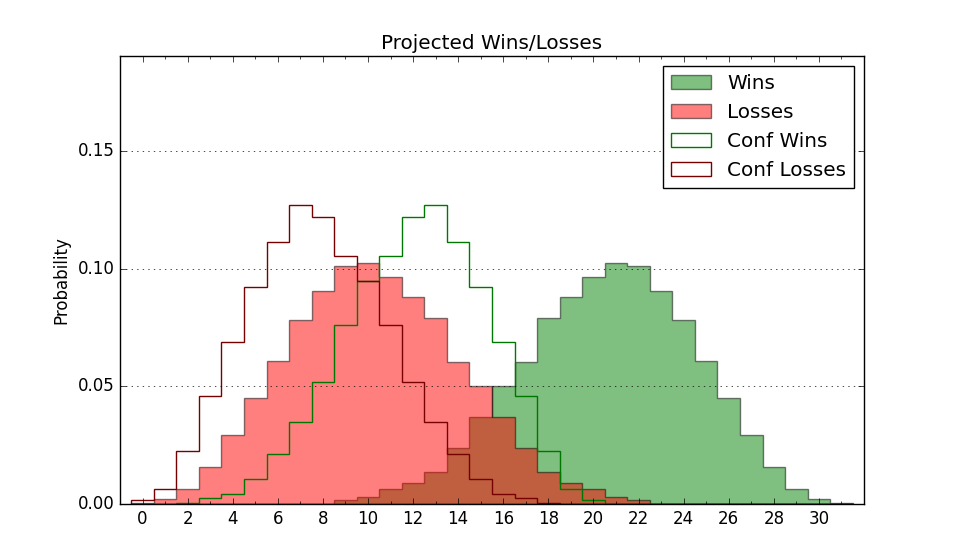 Projected Wins/Losses
Wins
Losses
Conf Wins
Conf Losses
Probability
0.15
0.10
0.05
0.00
0 2 4 6 8 10 12 14 16 18 20 22 24 26 28 30